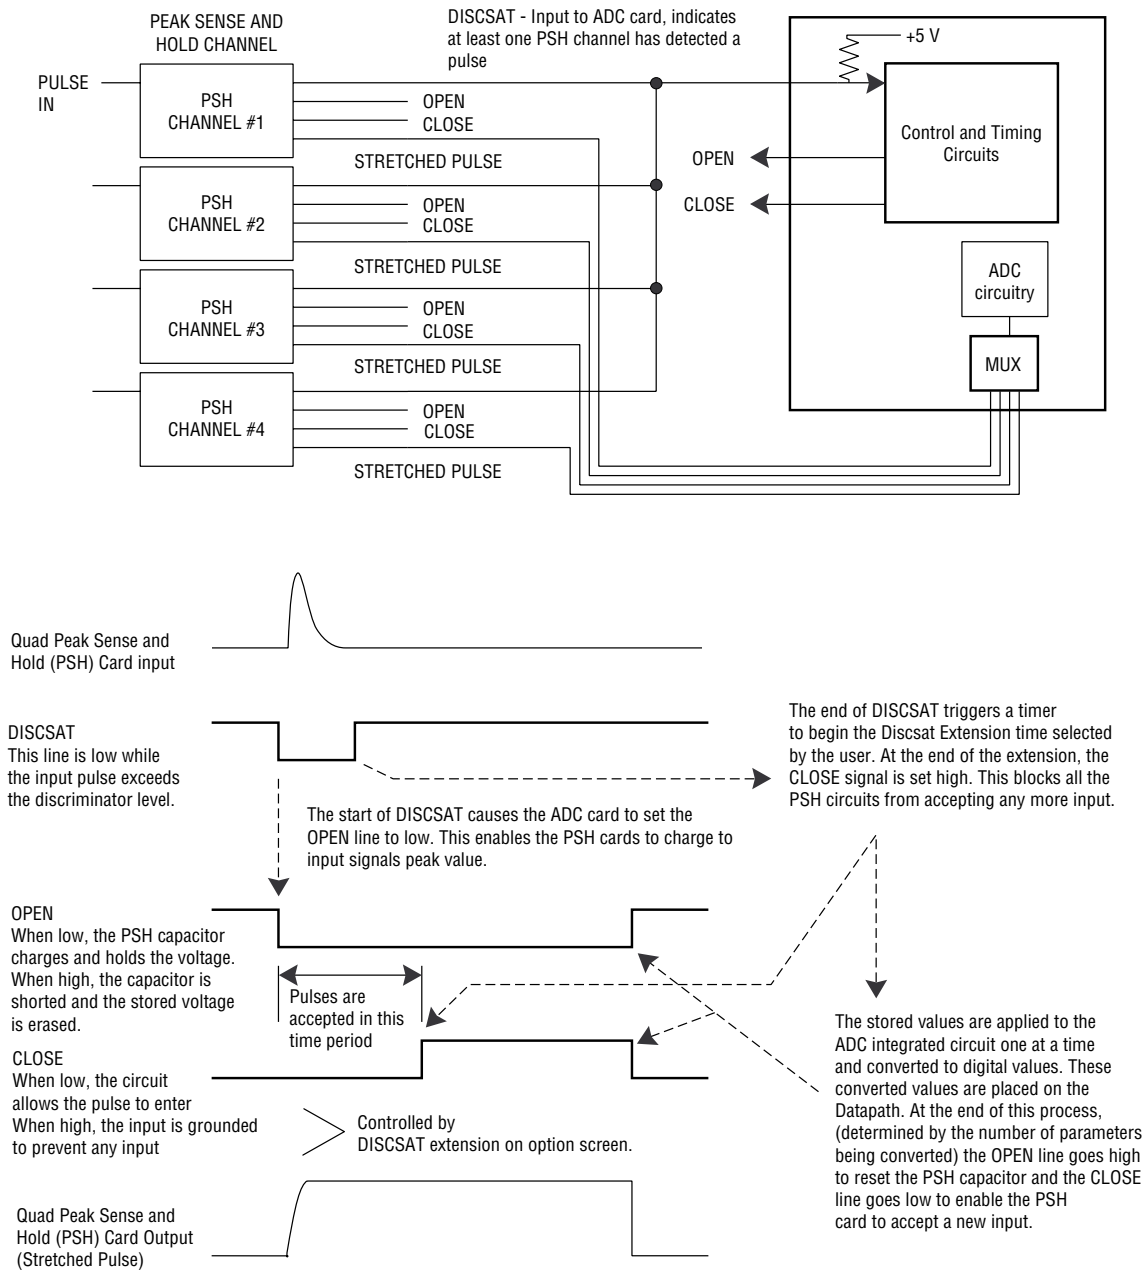 PEAK SENSE AND
HOLD CHANNEL
DISCSAT - Input to ADC card, indicates
at least one PSH channel has detected a
pulse
+5 V
PULSE
IN
PSH
CHANNEL #1
OPEN
CLOSE
STRETCHED PULSE
PSH
CHANNEL #2
OPEN
CLOSE
STRETCHED PULSE
PSH
CHANNEL #3
OPEN
CLOSE
STRETCHED PULSE
PSH
CHANNEL #4
OPEN
CLOSE
STRETCHED PULSE
OPEN
CLOSE
Control and Timing
Circuits
ADC
circuitry
MUX
Quad Peak Sense and
Hold (PSH) Card input
DISCSAT
This line is low while
the input pulse exceeds
the discriminator level.
The end of DISCSAT triggers a timer
to begin the Discsat Extension time selected
by the user. At the end of the extension, the
CLOSE signal is set high. This blocks all the
PSH circuits from accepting any more input.
The start of DISCSAT causes the ADC card to set the
OPEN line to low. This enables the PSH cards to charge to
input signals peak value.
OPEN
When low, the PSH capacitor
charges and holds the voltage.
When high, the capacitor is
shorted and the stored voltage
is erased.
Pulses are
accepted in this
time period
CLOSE
When low, the circuit
allows the pulse to enter
When high, the input is grounded
to prevent any input
Controlled by
DISCSAT extension on option screen.
The stored values are applied to the
ADC integrated circuit one at a time
and converted to digital values. These
converted values are placed on the
Datapath. At the end of this process,
(determined by the number of parameters
being converted) the OPEN line goes high
to reset the PSH capacitor and the CLOSE
line goes low to enable the PSH
card to accept a new input.
Quad Peak Sense and
Hold (PSH) Card Output
(Stretched Pulse)